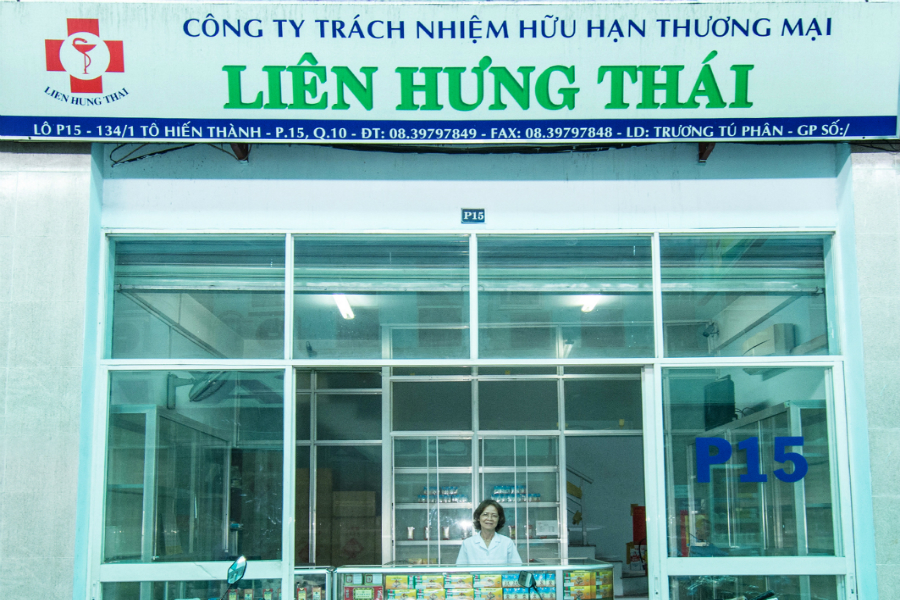 CÔNG TY TRÁCH NHIỆM HỮU HẠN THƯƠNG MẠI
LIÊN HƯNG THÁI
LIEN HUNG THAI
LÔ P15 - 134/1 TÔ HIẾN THÀNH - P.15, Q.10 - ĐT: 08.39797849 - FAX: 08.39797848 - LD: TRƯƠNG TÚ PHÂN - GP SỐ:/
P15
P15